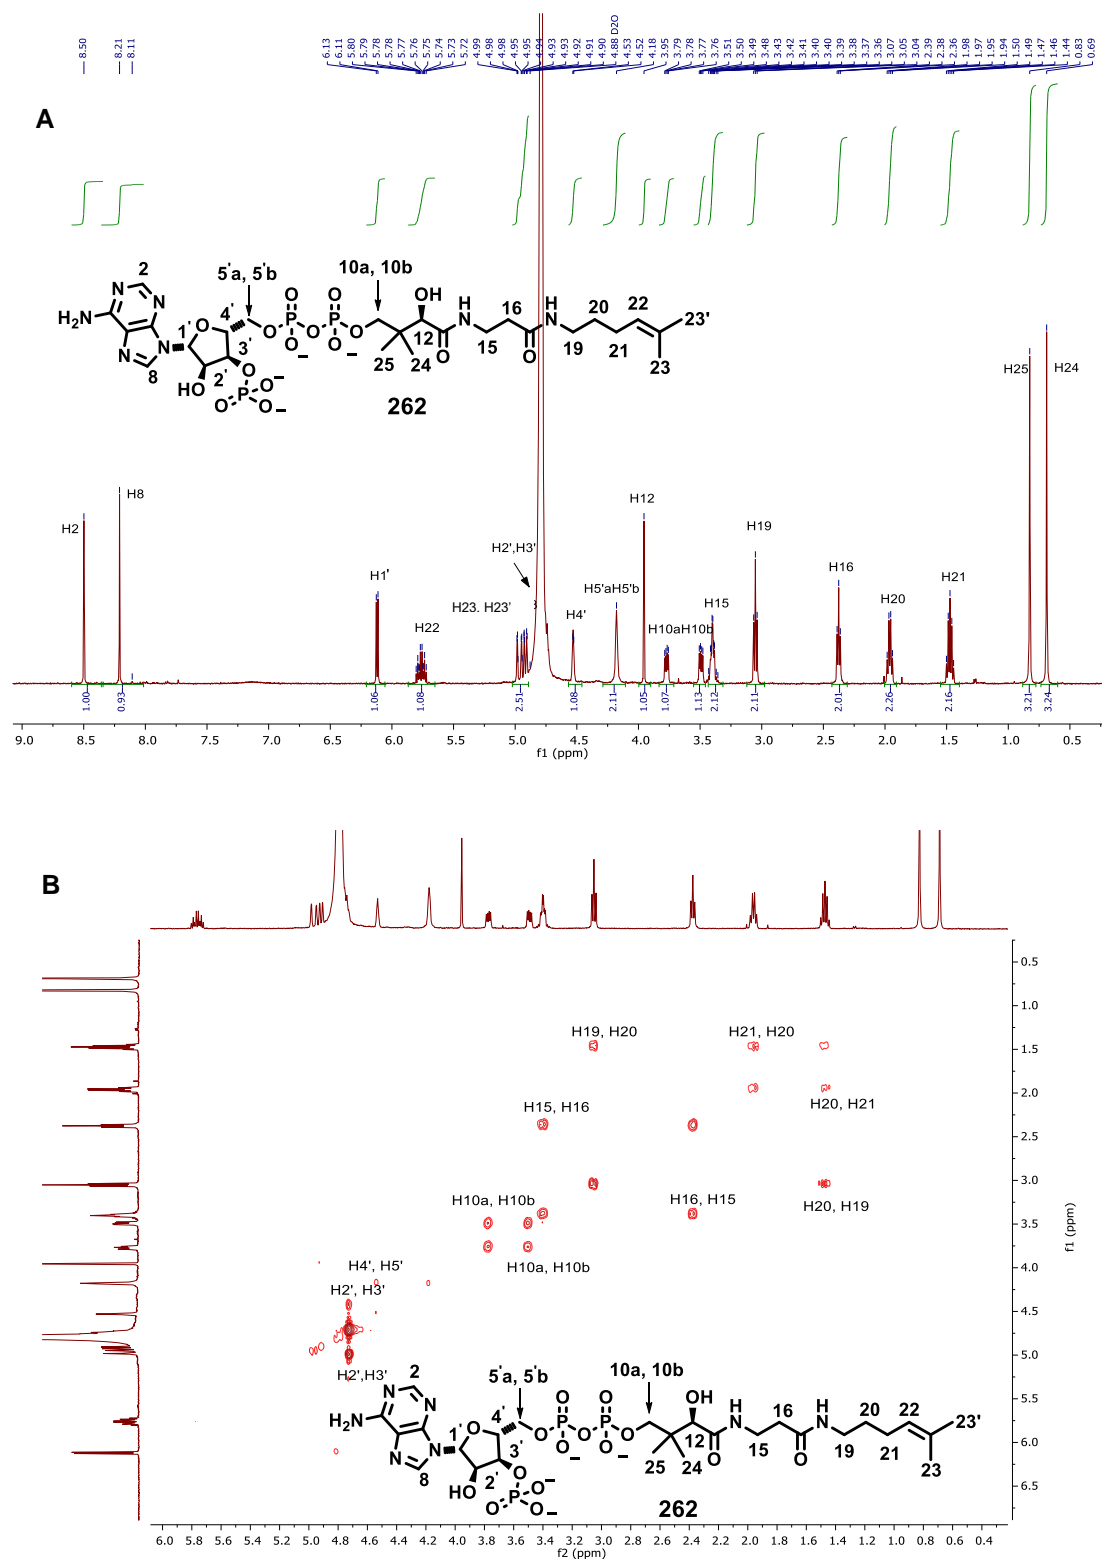 8.50
8.21
8.11
6.13
6.11
5.80
5.79
5.78
5.78
5.77
5.76
5.75
5.74
5.73
5.72
4.99
4.98
4.98
4.95
4.95
4.94
4.93
4.93
4.92
4.91
4.90
4.88 D2O
4.53
4.52
4.18
3.95
3.79
3.78
3.77
3.76
3.51
3.50
3.49
3.48
3.43
3.42
3.41
3.40
3.40
3.39
3.38
3.37
3.36
3.07
3.05
3.04
2.39
2.38
2.36
1.98
1.97
1.95
1.94
1.50
1.49
1.47
1.46
1.44
0.83
0.69
A
2 5'a, 5'b 10a, 10b
N N NH2 N N 8
1' 2' 3' 4' O HO
O P O− O−
O P O− O P O− O
OH 12 25 24 O
H N 15 16 O H N 19 20 21 22 23 23'
262
H2
H8
H1'
H22
H23. H23'
H2',H3'
H4'
H5'aH5'b
H12
H10aH10b
H15
H19
H16
H20
H21
H25
H24
1.00 0.93 1.06 1.08 2.51 1.08 2.11 1.05 1.07 1.13 2.12 2.11 2.01 2.26 2.16 3.21 3.24
9.0 8.5 8.0 7.5 7.0 6.5 6.0 5.5 5.0 4.5 4.0 3.5 3.0 2.5 2.0 1.5 1.0 0.5
f1 (ppm)
B
H19, H20
H21, H20
H15, H16
H20, H21
H10a, H10b
H16, H15
H20, H19
H4', H5'
H10a, H10b
H2', H3'
H2',H3'
0.5
1.0
1.5
2.0
2.5
3.0
3.5
4.0
4.5
5.0
5.5
6.0
6.5
f1 (ppm)
2 5'a, 5'b 10a, 10b
N N NH2 N N 8
1' 2' 3' 4' O HO
O P O− O−
O P O− O P O− O
OH 12 25 24 O
H N 15 16 O H N 19 20 21 22 23 23'
262
6.0 5.8 5.6 5.4 5.2 5.0 4.8 4.6 4.4 4.2 4.0 3.8 3.6 3.4 3.2 3.0 2.8 2.6 2.4 2.2 2.0 1.8 1.6 1.4 1.2 1.0 0.8 0.6 0.4
f2 (ppm)